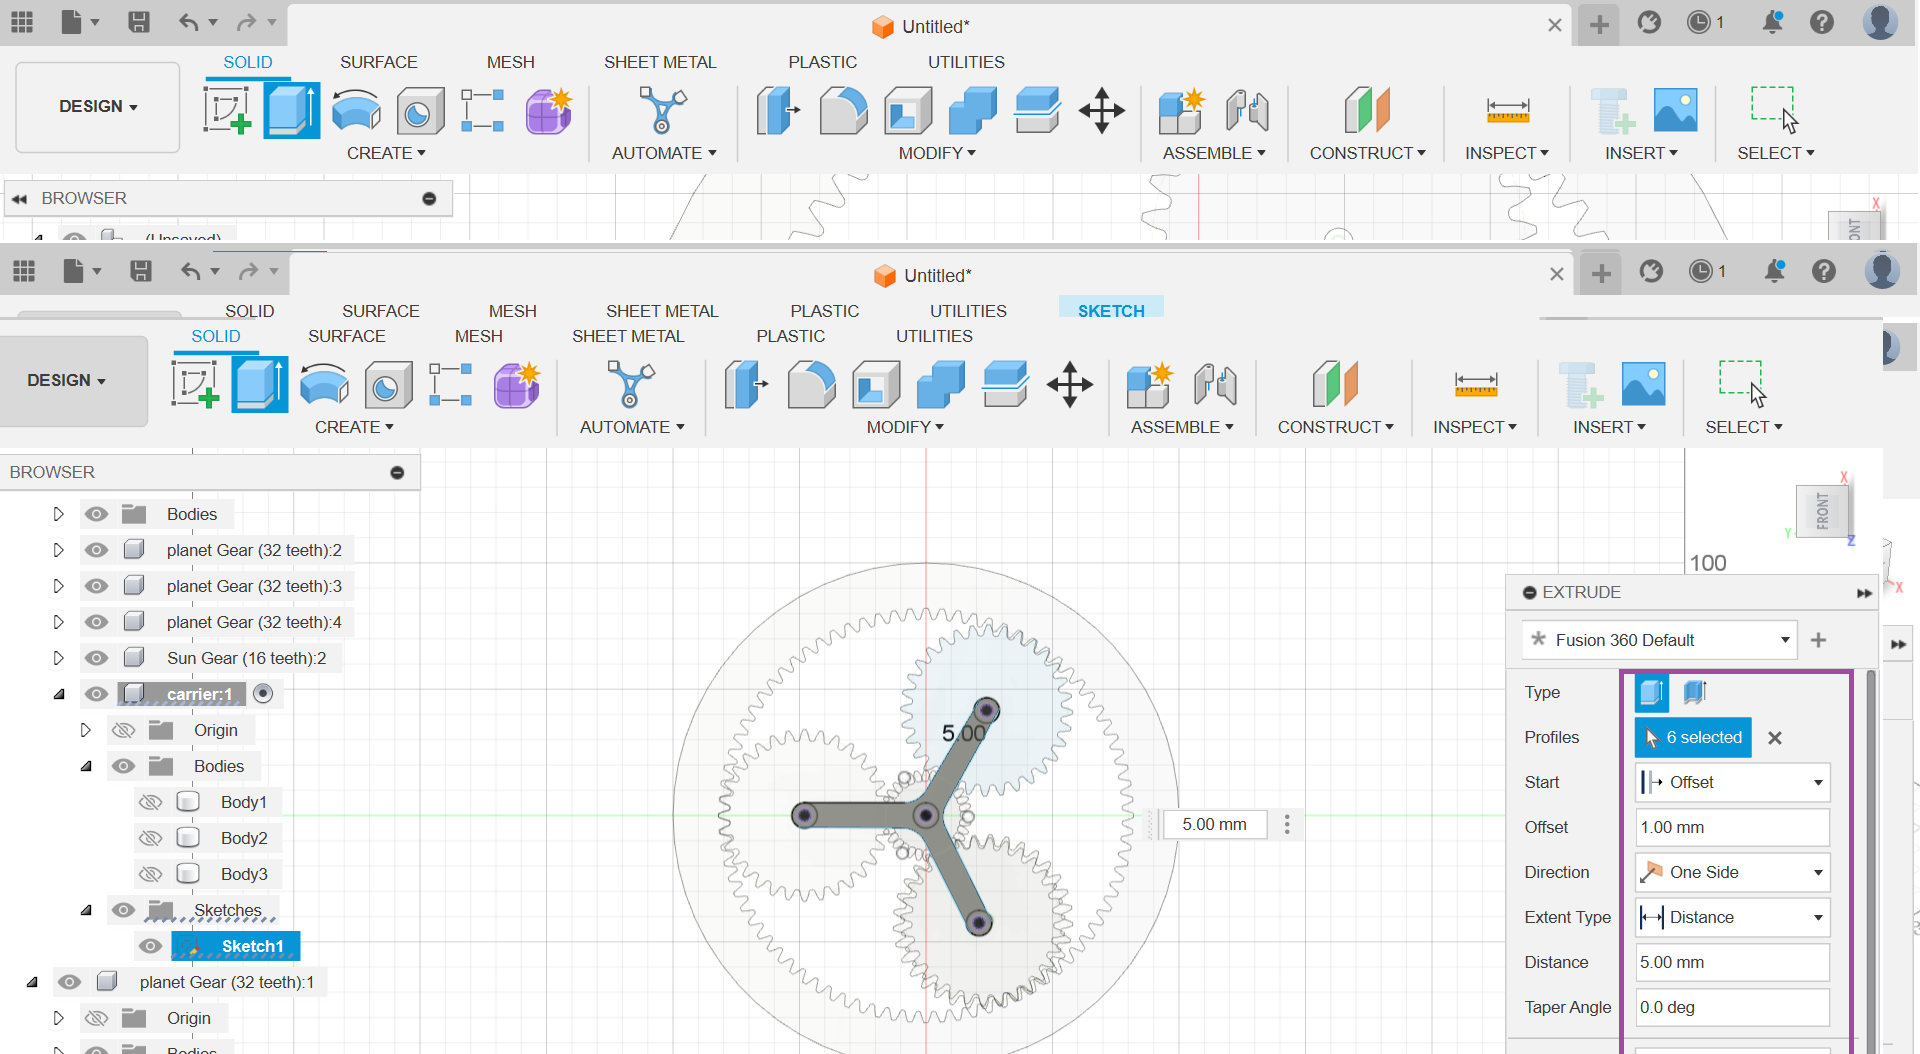 Untitled*
1
SOLID SURFACE MESH SHEET METAL PLASTIC UTILITIES
DESIGN
CREATE AUTOMATE MODIFY ASSEMBLE CONSTRUCT INSPECT INSERT SELECT
BROWSER
X
(Unsaved)
Untitled*
1
SOLID SURFACE MESH SHEET METAL PLASTIC UTILITIES SKETCH
SOLID SURFACE MESH SHEET METAL PLASTIC UTILITIES
DESIGN
CREATE AUTOMATE MODIFY ASSEMBLE CONSTRUCT INSPECT INSERT SELECT
BROWSER
X
FRONT
Y
Z
100
X
Bodies
planet Gear (32 teeth):2
planet Gear (32 teeth):3
planet Gear (32 teeth):4
Sun Gear (16 teeth):2
carrier:1
Origin
Bodies
Body1
Body2
Body3
Sketches
Sketch1
planet Gear (32 teeth):1
Origin
Bodies
5.00
5.00 mm
EXTRUDE
* Fusion 360 Default
Type
Profiles 6 selected
Start Offset
Offset 1.00 mm
Direction One Side
Extent Type Distance
Distance 5.00 mm
Taper Angle 0.0 deg